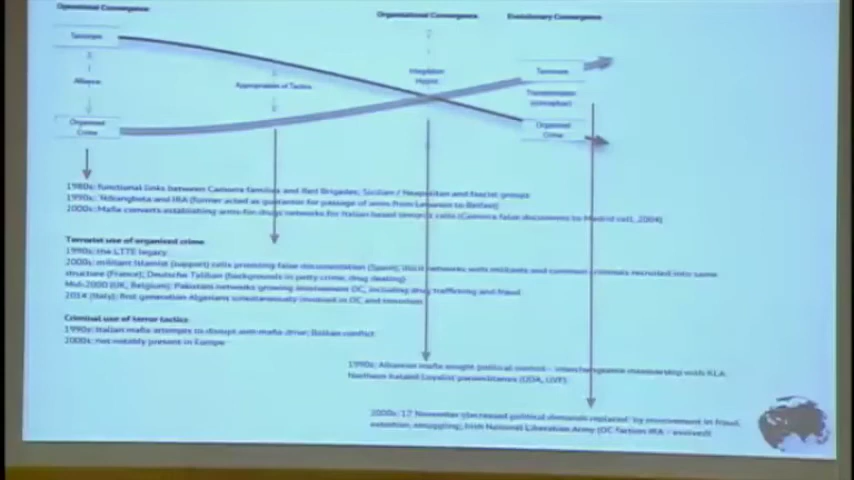 Operational Convergence
Organisational Convergence
Evolutionary Convergence
Terrorism
Alliance
Appropriation of Tactics
Integration
Hybrid
Terrorism
Transformation
Organised
Crime
Organised
Crime
1980s: functional links between Camorra families and Red Brigades; Sicilian / Neapolitan and fascist groups
1990s: 'Ndrangheta and IRA (former acted as guarantor for passage of arms from Lebanon to Belfast)
2000s: Mafia converts establishing arms-for-drugs networks for Italian based terrorist cells (Camorra false documents to Madrid cell, 2004)
Terrorist use of organised crime
1990s: the LTTE legacy
2000s: militant Islamist (support) cells providing false documentation (Spain); illicit networks with militants and common criminals recruited into same
structure (France); Deutsche Taliban (backgrounds in petty crime, drug dealing)
Mid-2000 (UK, Belgium): Pakistani networks growing involvement OC, including drug trafficking and fraud
2014 (Italy): first generation Algerians simultaneously involved in OC and terrorism
Criminal use of terror tactics
1990s: Italian mafia attempts to disrupt anti-mafia drive; Balkan conflict
2000s: not notably present in Europe
1990s: Albanian mafia sought political control – interchangeable membership with KLA
Northern Ireland Loyalist paramilitaries (UDA, UVF)
2000s: 17 November (decreased political demands replaced by involvement in fraud,
extortion, smuggling; Irish National Liberation Army (OC faction IRA – evolved)